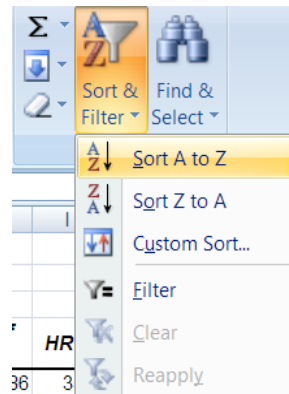 Σ
Sort & Find &
Filter Select
Sort A to Z
Sort Z to A
Custom Sort...
Filter
Clear
Reapply
I
HR
36 3